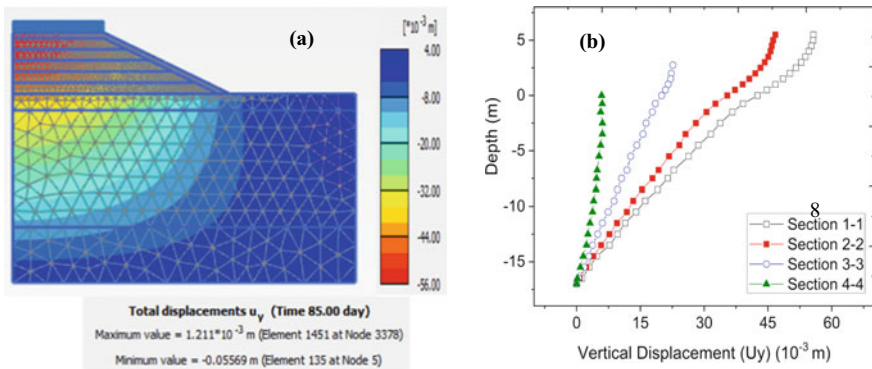 (a)
[*10⁻³ m]
4.00
-8.00
-20.00
-32.00
-44.00
-56.00
Total displacements uy (Time 85.00 day)
Maximum value = 1.211*10⁻³ m (Element 1451 at Node 3378)
Minimum value = -0.05569 m (Element 135 at Node 5)
(b)
5
0
-5
-10
-15
Depth (m)
8
Section 1-1
Section 2-2
Section 3-3
Section 4-4
0
15
30
45
60
Vertical Displacement (Uy) (10⁻³ m)